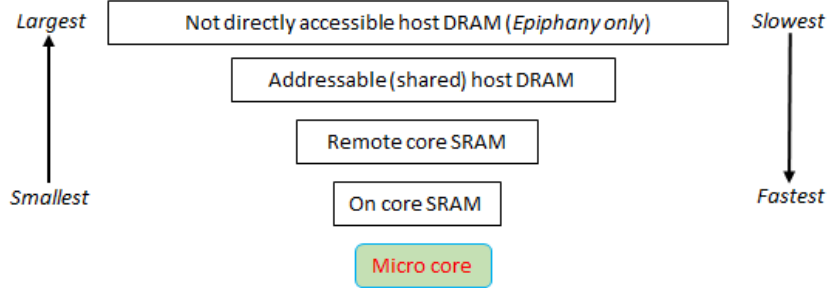 Largest
Not directly accessible host DRAM (Epiphany only)
Slowest
Addressable (shared) host DRAM
Remote core SRAM
Smallest
On core SRAM
Fastest
Micro core